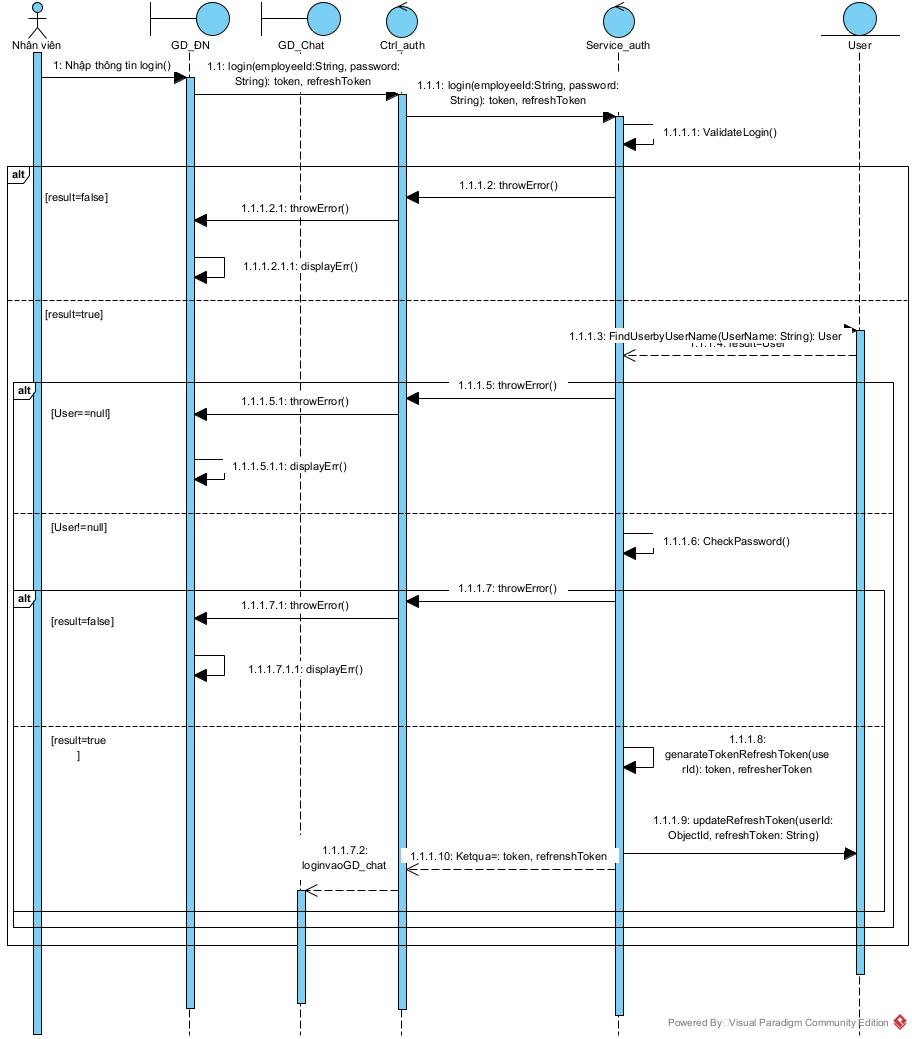 Nhân viên
GD_ĐN
GD_Chat
Ctrl_auth
Service_auth
User
1: Nhập thông tin login()
1.1: login(employeeId:String, password:
String): token, refreshToken
1.1.1: login(employeeId:String, password:
String): token, refreshToken
1.1.1.1: ValidateLogin()
alt
[result=false]
1.1.1.2: throwError()
1.1.1.2.1: throwError()
1.1.1.2.1.1: displayErr()
[result=true]
1.1.1.3: FindUserbyUserName(UserName: String): User
1.1.1.4: result=User
alt
1.1.1.5: throwError()
1.1.1.5.1: throwError()
[User==null]
1.1.1.5.1.1: displayErr()
[User!=null]
1.1.1.6: CheckPassword()
alt
1.1.1.7: throwError()
1.1.1.7.1: throwError()
[result=false]
1.1.1.7.1.1: displayErr()
[result=true
]
1.1.1.8:
genarateTokenRefreshToken(use
rId): token, refresherToken
1.1.1.9: updateRefreshToken(userId:
ObjectId, refreshToken: String)
1.1.1.7.2:
loginvaoGD_chat
1.1.1.10: Ketqua=: token, refrenshToken
Powered By Visual Paradigm Community Edition